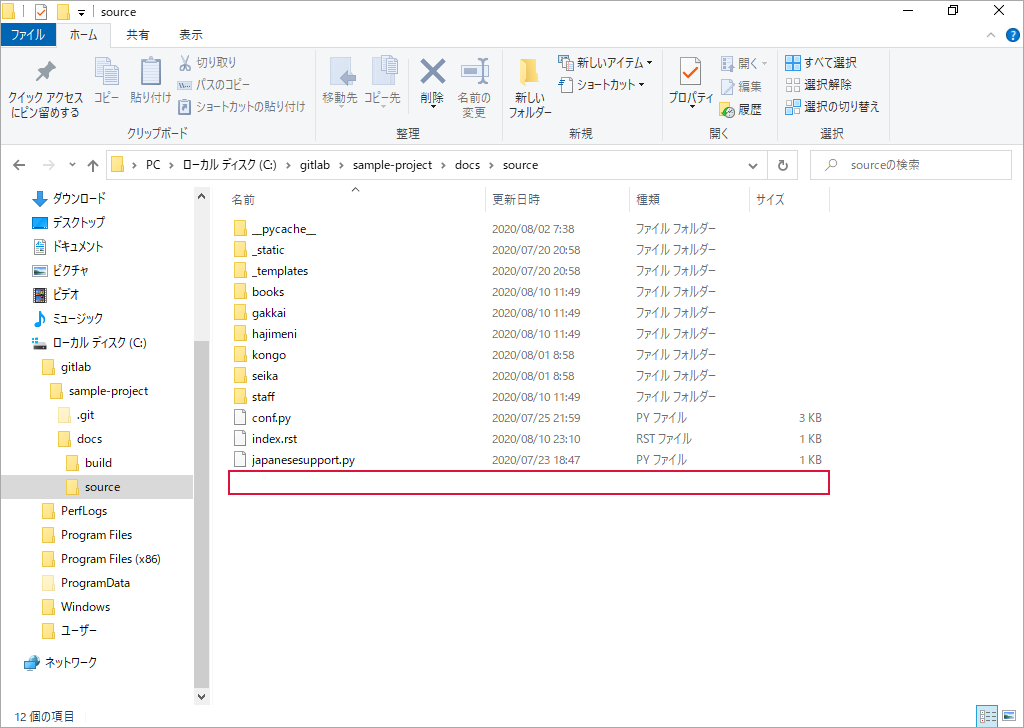 source
ファイル ホーム 共有 表示
クイック アクセス
にピン留めする
コピー
貼り付け
切り取り
パスのコピー
ショートカットの貼り付け
クリップボード
移動先
コピー先
削除
名前の
変更
整理
新しい
フォルダー
新しいアイテム
ショートカット
新規
プロパティ
開く
編集
履歴
開く
すべて選択
選択解除
選択の切り替え
選択
PC ローカル ディスク (C:) gitlab sample-project docs source
sourceの検索
ダウンロード
デスクトップ
ドキュメント
ピクチャ
ビデオ
ミュージック
ローカル ディスク (C:)
gitlab
sample-project
.git
docs
build
source
PerfLogs
Program Files
Program Files (x86)
ProgramData
Windows
ユーザー
ネットワーク
名前 更新日時 種類 サイズ
__pycache__ 2020/08/02 7:38 ファイル フォルダー
_static 2020/07/20 20:58 ファイル フォルダー
_templates 2020/07/20 20:58 ファイル フォルダー
books 2020/08/10 11:49 ファイル フォルダー
gakkai 2020/08/10 11:49 ファイル フォルダー
hajimeni 2020/08/10 11:49 ファイル フォルダー
kongo 2020/08/01 8:58 ファイル フォルダー
seika 2020/08/01 8:58 ファイル フォルダー
staff 2020/08/10 11:49 ファイル フォルダー
conf.py 2020/07/25 21:59 PY ファイル 3 KB
index.rst 2020/08/10 23:10 RST ファイル 1 KB
japanesesupport.py 2020/07/23 18:47 PY ファイル 1 KB
12 個の項目